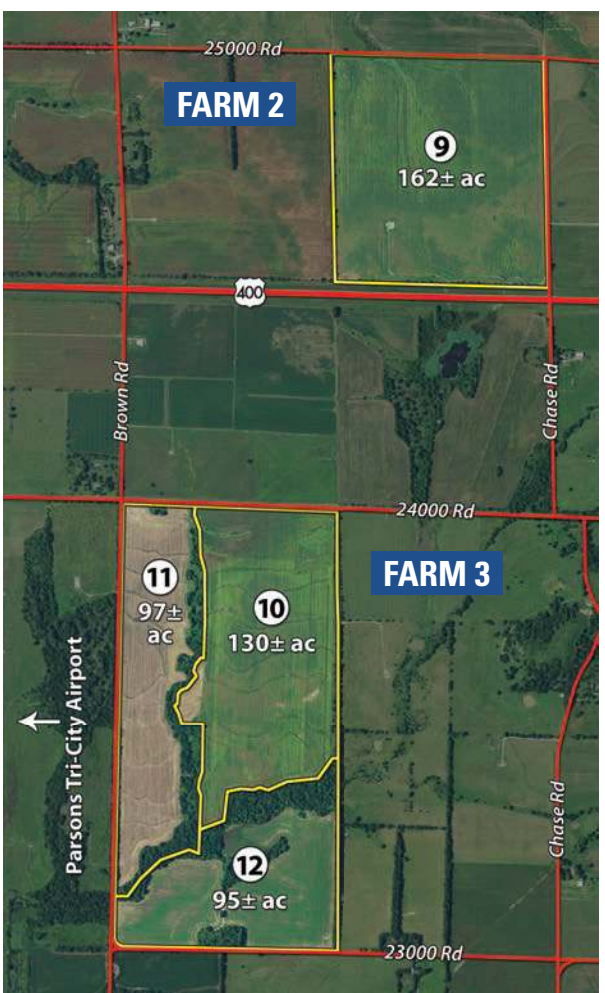 25000 Rd
FARM 2
9
162± ac
400
Brown Rd
Chase Rd
24000 Rd
11
97±
ac
10
130± ac
FARM 3
Parsons Tri-City Airport
Chase Rd
12
95± ac
23000 Rd